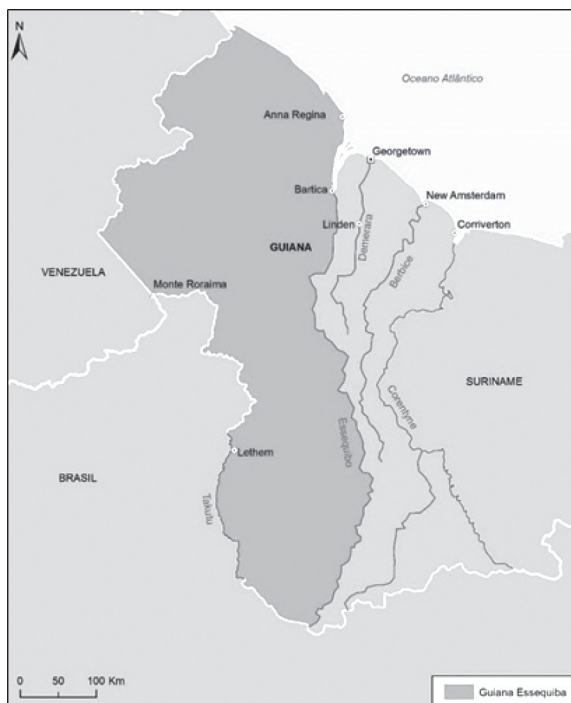 N
Oceano Atlântico
Anna Regina
Georgetown
Bartica
New Amsterdam
Linden
Demerara
Corriverton
Berbice
GUIANA
VENEZUELA
Monte Roraima
SURINAME
Corentyne
Essequibo
Lethem
BRASIL
Takutu
0 50 100 Km
Guiana Essequiba